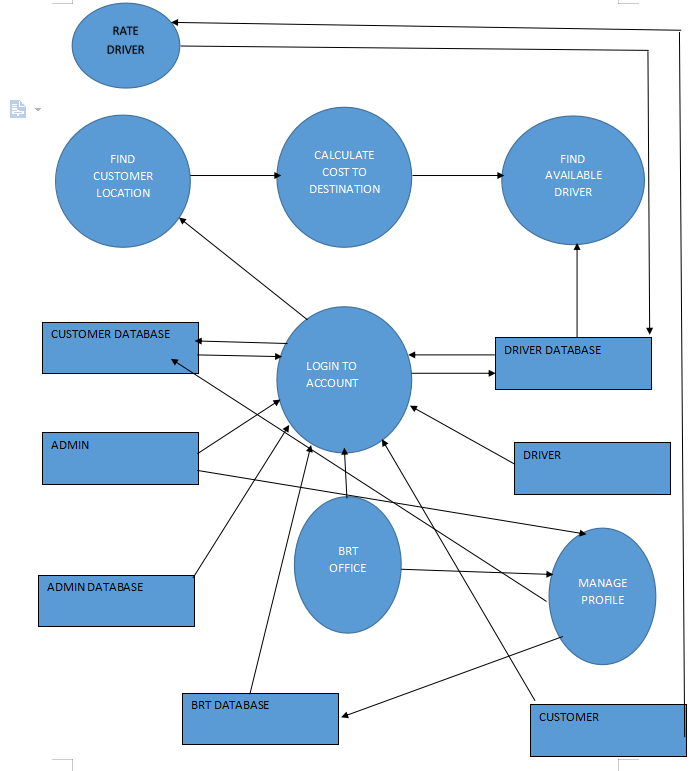 RATE
DRIVER
FIND
CUSTOMER
LOCATION
CALCULATE
COST TO
DESTINATION
FIND
AVAILABLE
DRIVER
CUSTOMER DATABASE
LOGIN TO
ACCOUNT
DRIVER DATABASE
ADMIN
DRIVER
BRT
OFFICE
MANAGE
PROFILE
ADMIN DATABASE
BRT DATABASE
CUSTOMER